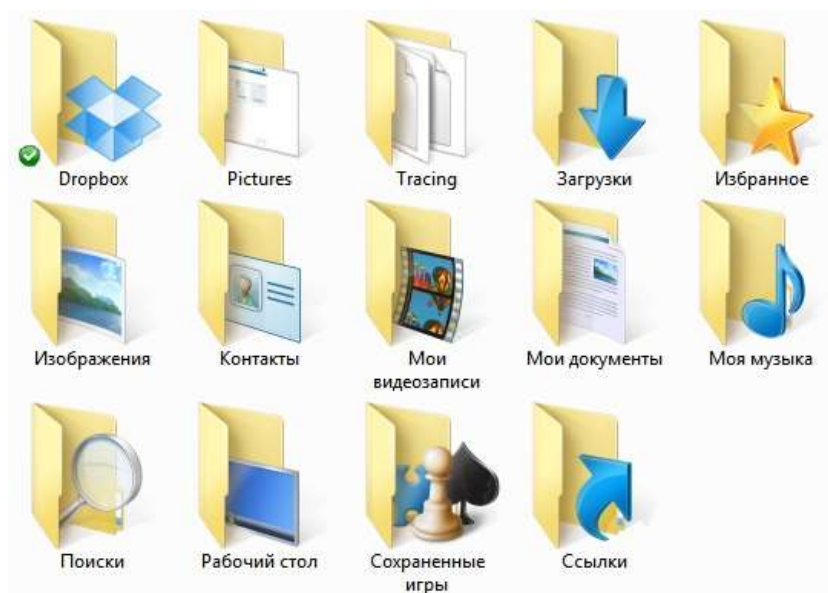 Dropbox
Pictures
Tracing
Загрузки
Избранное
Изображения
Контакты
Мои
видеозаписи
Мои документы
Моя музыка
Поиски
Рабочий стол
Сохраненные
игры
Ссылки